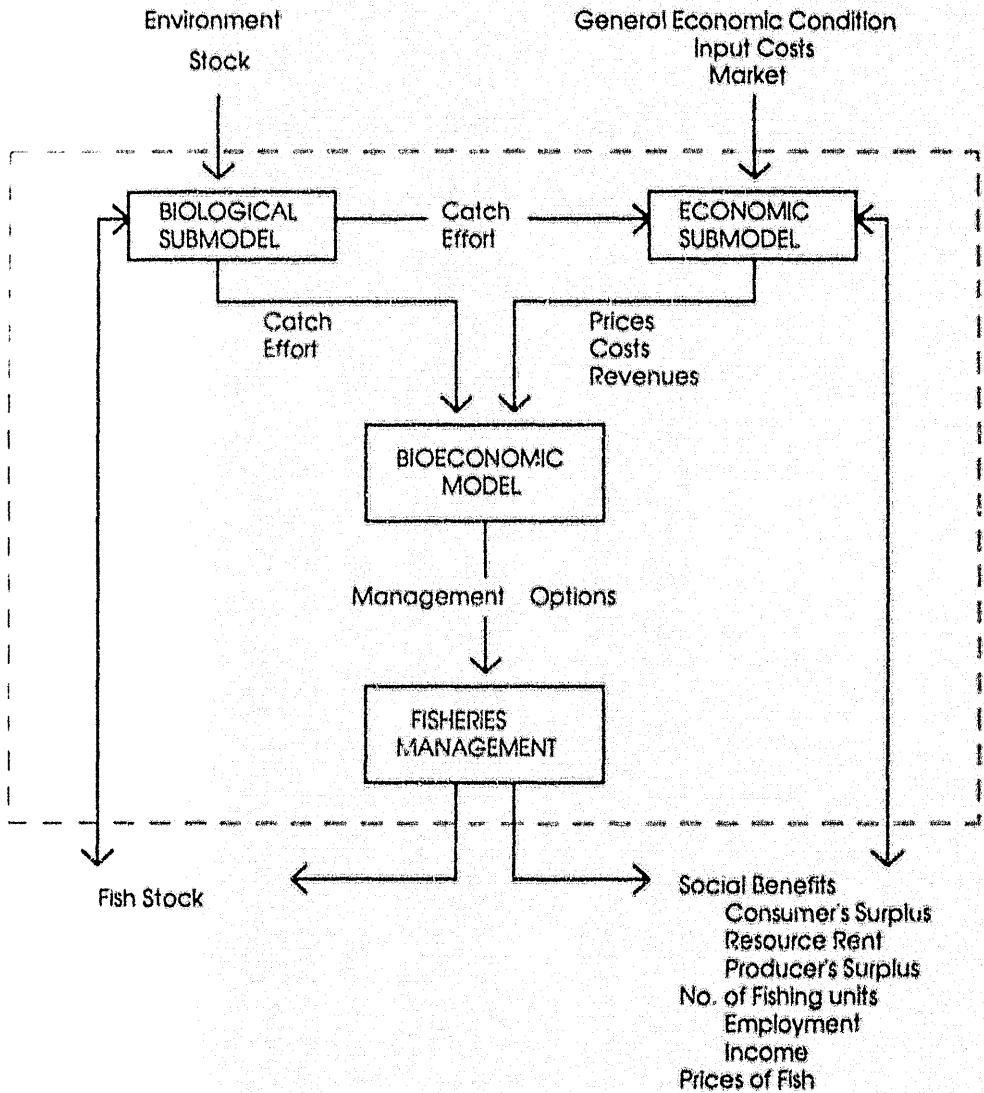 Environment
Stock
General Economic Condition
Input Costs
Market
BIOLOGICAL
SUBMODEL
Catch
Effort
ECONOMIC
SUBMODEL
Catch
Effort
Prices
Costs
Revenues
BIOECONOMIC
MODEL
Management Options
FISHERIES
MANAGEMENT
Fish Stock
Social Benefits
Consumer's Surplus
Resource Rent
Producer's Surplus
No. of Fishing units
Employment
Income
Prices of Fish